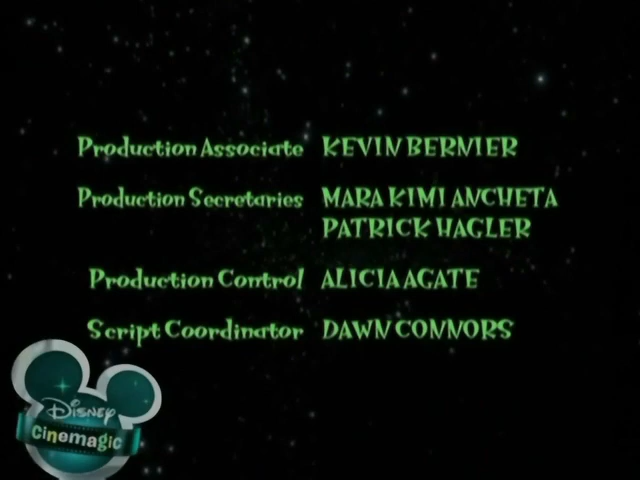 Production Associate KEVIN BERNIER
Production Secretaries MARA KIMI ANCHETA
PATRICK HAGLER
Production Control ALICIA AGATE
Script Coordinator DAWN CONNORS
Disney
Cinemagic